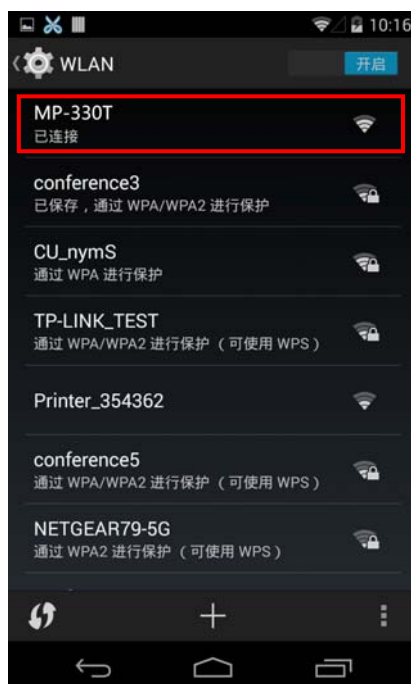 10:16
WLAN
开启
MP-330T
已连接
conference3
已保存，通过 WPA/WPA2 进行保护
CU_nymS
通过 WPA 进行保护
TP-LINK_TEST
通过 WPA/WPA2 进行保护 （可使用 WPS）
Printer_354362
conference5
通过 WPA/WPA2 进行保护 （可使用 WPS）
NETGEAR79-5G
通过 WPA2 进行保护 （可使用 WPS）